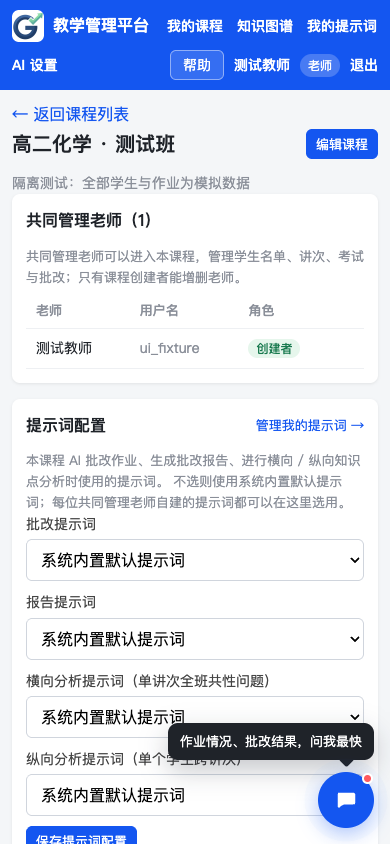 教学管理平台 我的课程 知识图谱 我的提示词
AI 设置 帮助 测试教师 老师 退出
← 返回课程列表
高二化学 · 测试班 编辑课程
隔离测试：全部学生与作业为模拟数据
共同管理老师（1）
共同管理老师可以进入本课程，管理学生名单、讲次、考试
与批改；只有课程创建者能增删老师。
老师 用户名 角色
测试教师 ui_fixture 创建者
提示词配置 管理我的提示词 →
本课程 AI 批改作业、生成批改报告、进行横向 / 纵向知识
点分析时使用的提示词。 不选则使用系统内置默认提示
词；每位共同管理老师自建的提示词都可以在这里选用。
批改提示词
系统内置默认提示词
报告提示词
系统内置默认提示词
横向分析提示词（单讲次全班共性问题）
系统内置默认提示词
作业情况、批改结果，问我最快
纵向分析提示词（单个学生跨讲次）
系统内置默认提示词
保存提示词配置